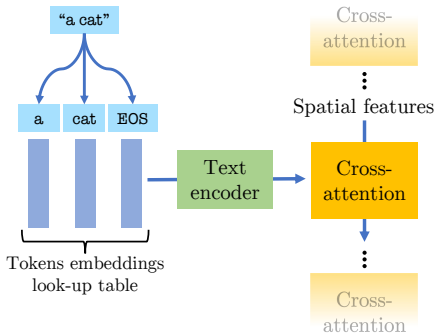 “a cat”
a
cat
EOS
Tokens embeddings
look-up table
Text
encoder
Cross-
attention
Spatial features
Cross-
attention
Cross-
attention